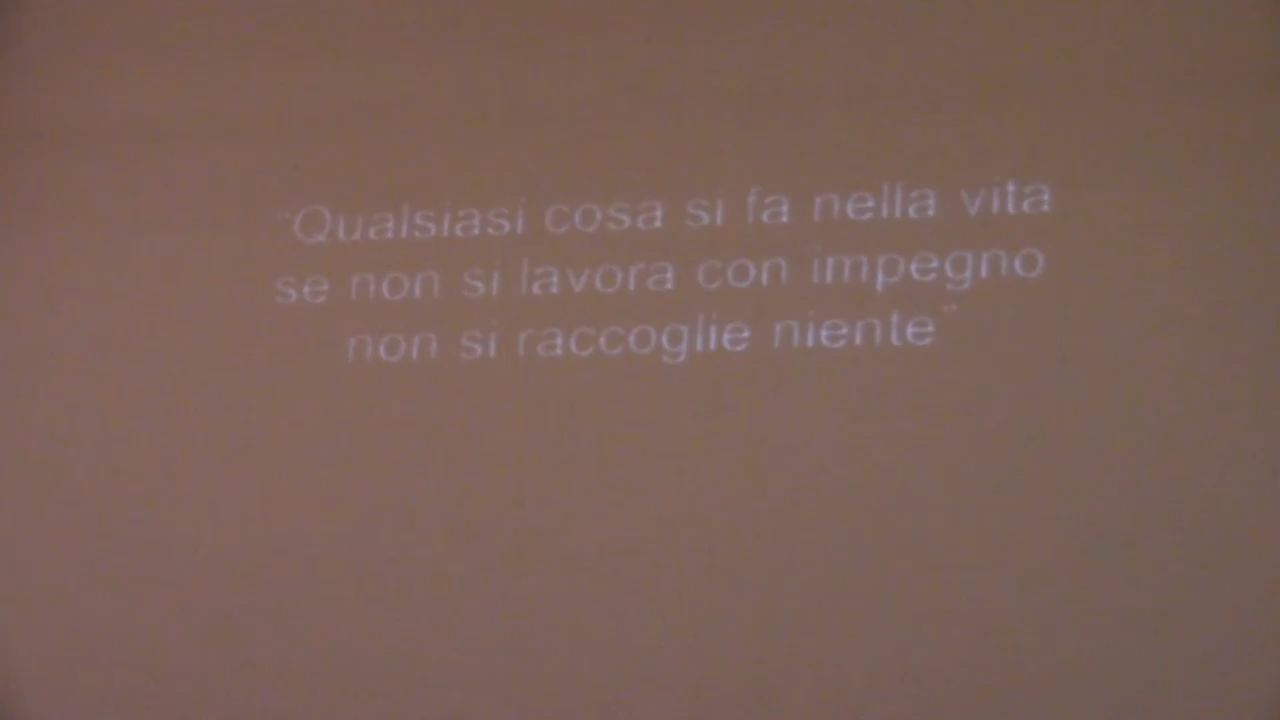 "Qualsiasi cosa si fa nella vita
se non si lavora con impegno
non si raccoglie niente"